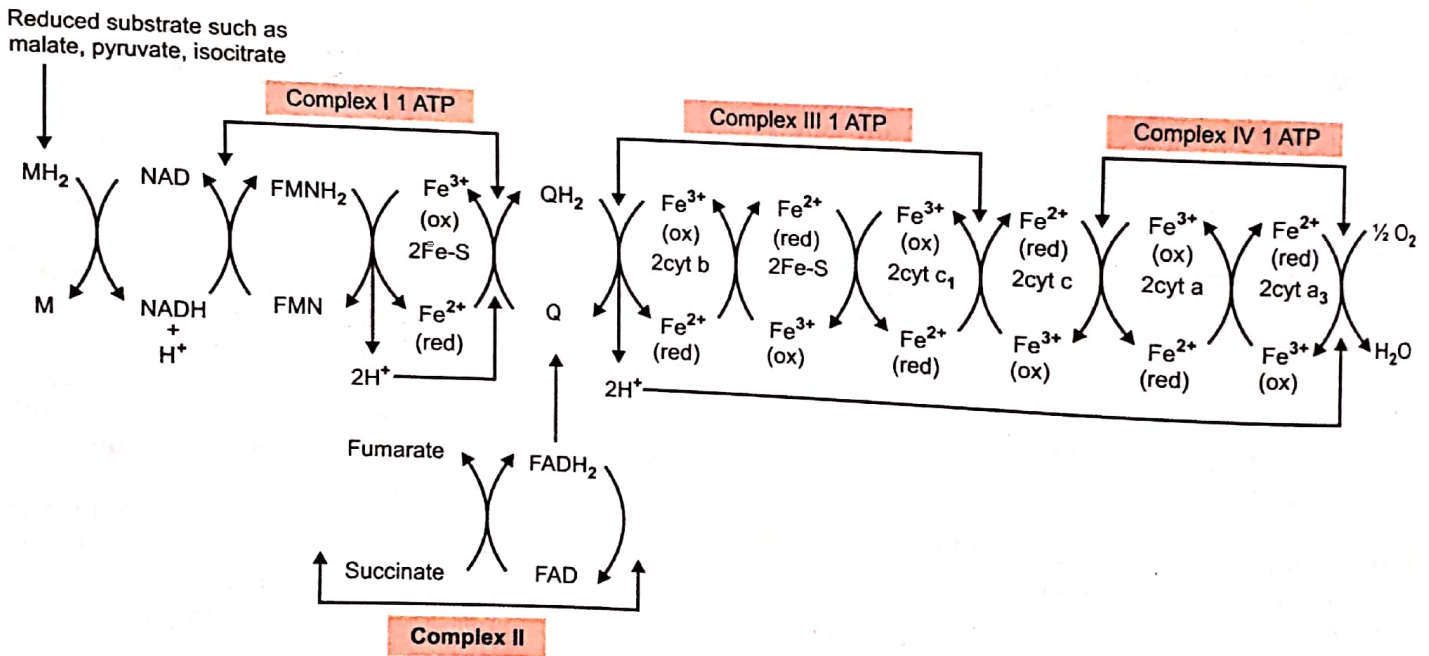 Reduced substrate such as
malate, pyruvate, isocitrate
Complex I 1 ATP
Complex III 1 ATP
Complex IV 1 ATP
MH₂
NAD
FMNH₂
Fe³⁺
(ox)
2Fe-S
QH₂
Fe³⁺
(ox)
2cyt b
Fe²⁺
(red)
2Fe-S
Fe³⁺
(ox)
2cyt c₁
Fe²⁺
(red)
2cyt c
Fe³⁺
(ox)
2cyt a
Fe²⁺
(red)
2cyt a₃
½ O₂
M
NADH
+
H⁺
FMN
Fe²⁺
(red)
Q
Fe²⁺
(red)
Fe³⁺
(ox)
Fe²⁺
(red)
Fe³⁺
(ox)
Fe²⁺
(red)
Fe³⁺
(ox)
H₂O
2H⁺
2H⁺
Fumarate
FADH₂
Succinate
FAD
Complex II